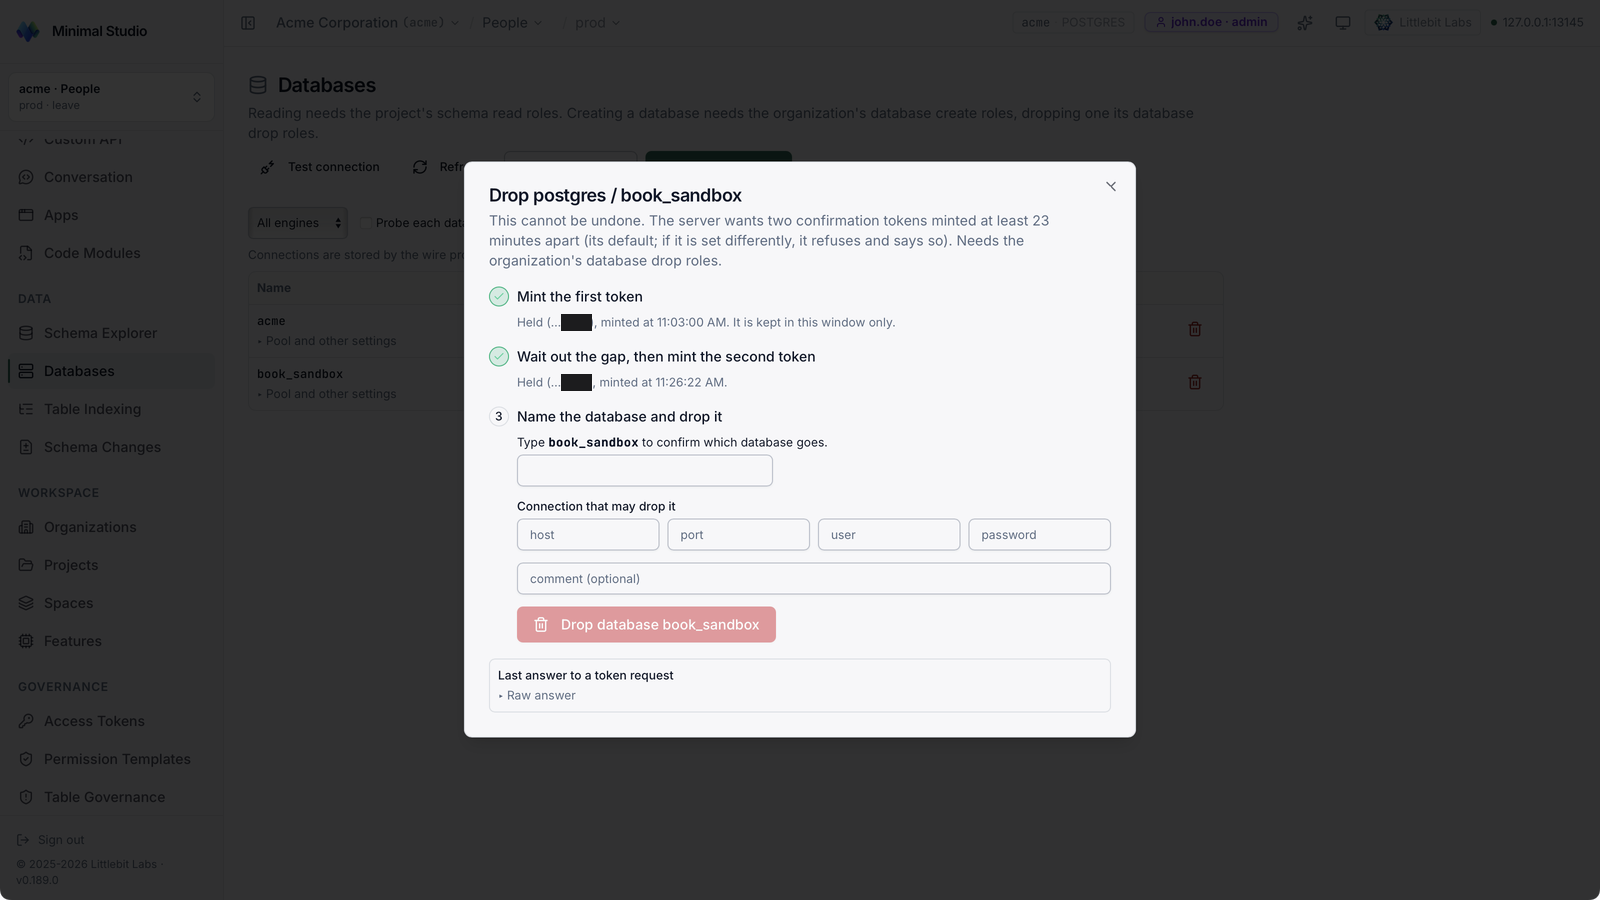 Minimal Studio
Acme Corporation (acme) / People / prod
acme · POSTGRES
john.doe · admin
Littlebit Labs
127.0.0.1:13145
acme · People
prod · leave
Custom API
Conversation
Apps
Code Modules
DATA
Schema Explorer
Databases
Table Indexing
Schema Changes
WORKSPACE
Organizations
Projects
Spaces
Features
GOVERNANCE
Access Tokens
Permission Templates
Table Governance
Sign out
© 2025-2026 Littlebit Labs ·
v0.189.0
Databases
Reading needs the project's schema read roles. Creating a database needs the organization's database create roles, dropping one its database
drop roles.
Test connection
Refr
All engines
Probe each dat
Connections are stored by the wire pr
Name
acme
Pool and other settings
book_sandbox
Pool and other settings
Drop postgres / book_sandbox
This cannot be undone. The server wants two confirmation tokens minted at least 23
minutes apart (its default; if it is set differently, it refuses and says so). Needs the
organization's database drop roles.
Mint the first token
Held (... ), minted at 11:03:00 AM. It is kept in this window only.
Wait out the gap, then mint the second token
Held (... , minted at 11:26:22 AM.
3 Name the database and drop it
Type book_sandbox to confirm which database goes.
Connection that may drop it
host
port
user
password
comment (optional)
Drop database book_sandbox
Last answer to a token request
Raw answer